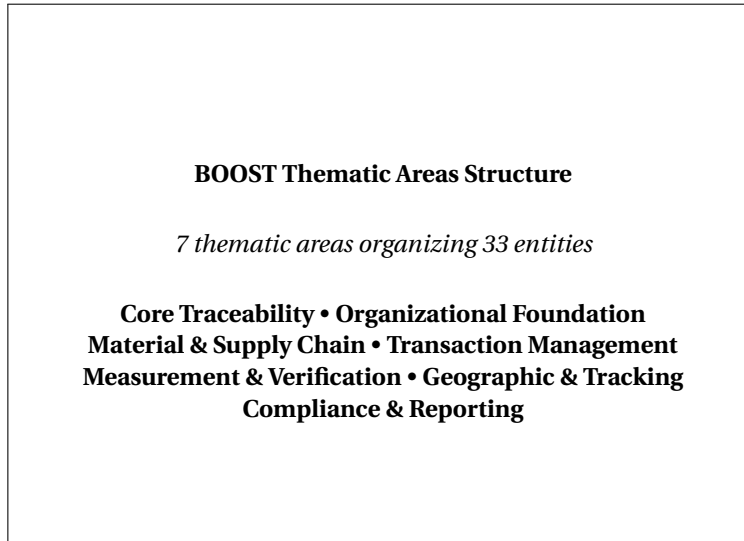 BOOST Thematic Areas Structure
7 thematic areas organizing 33 entities
Core Traceability • Organizational Foundation
Material & Supply Chain • Transaction Management
Measurement & Verification • Geographic & Tracking
Compliance & Reporting